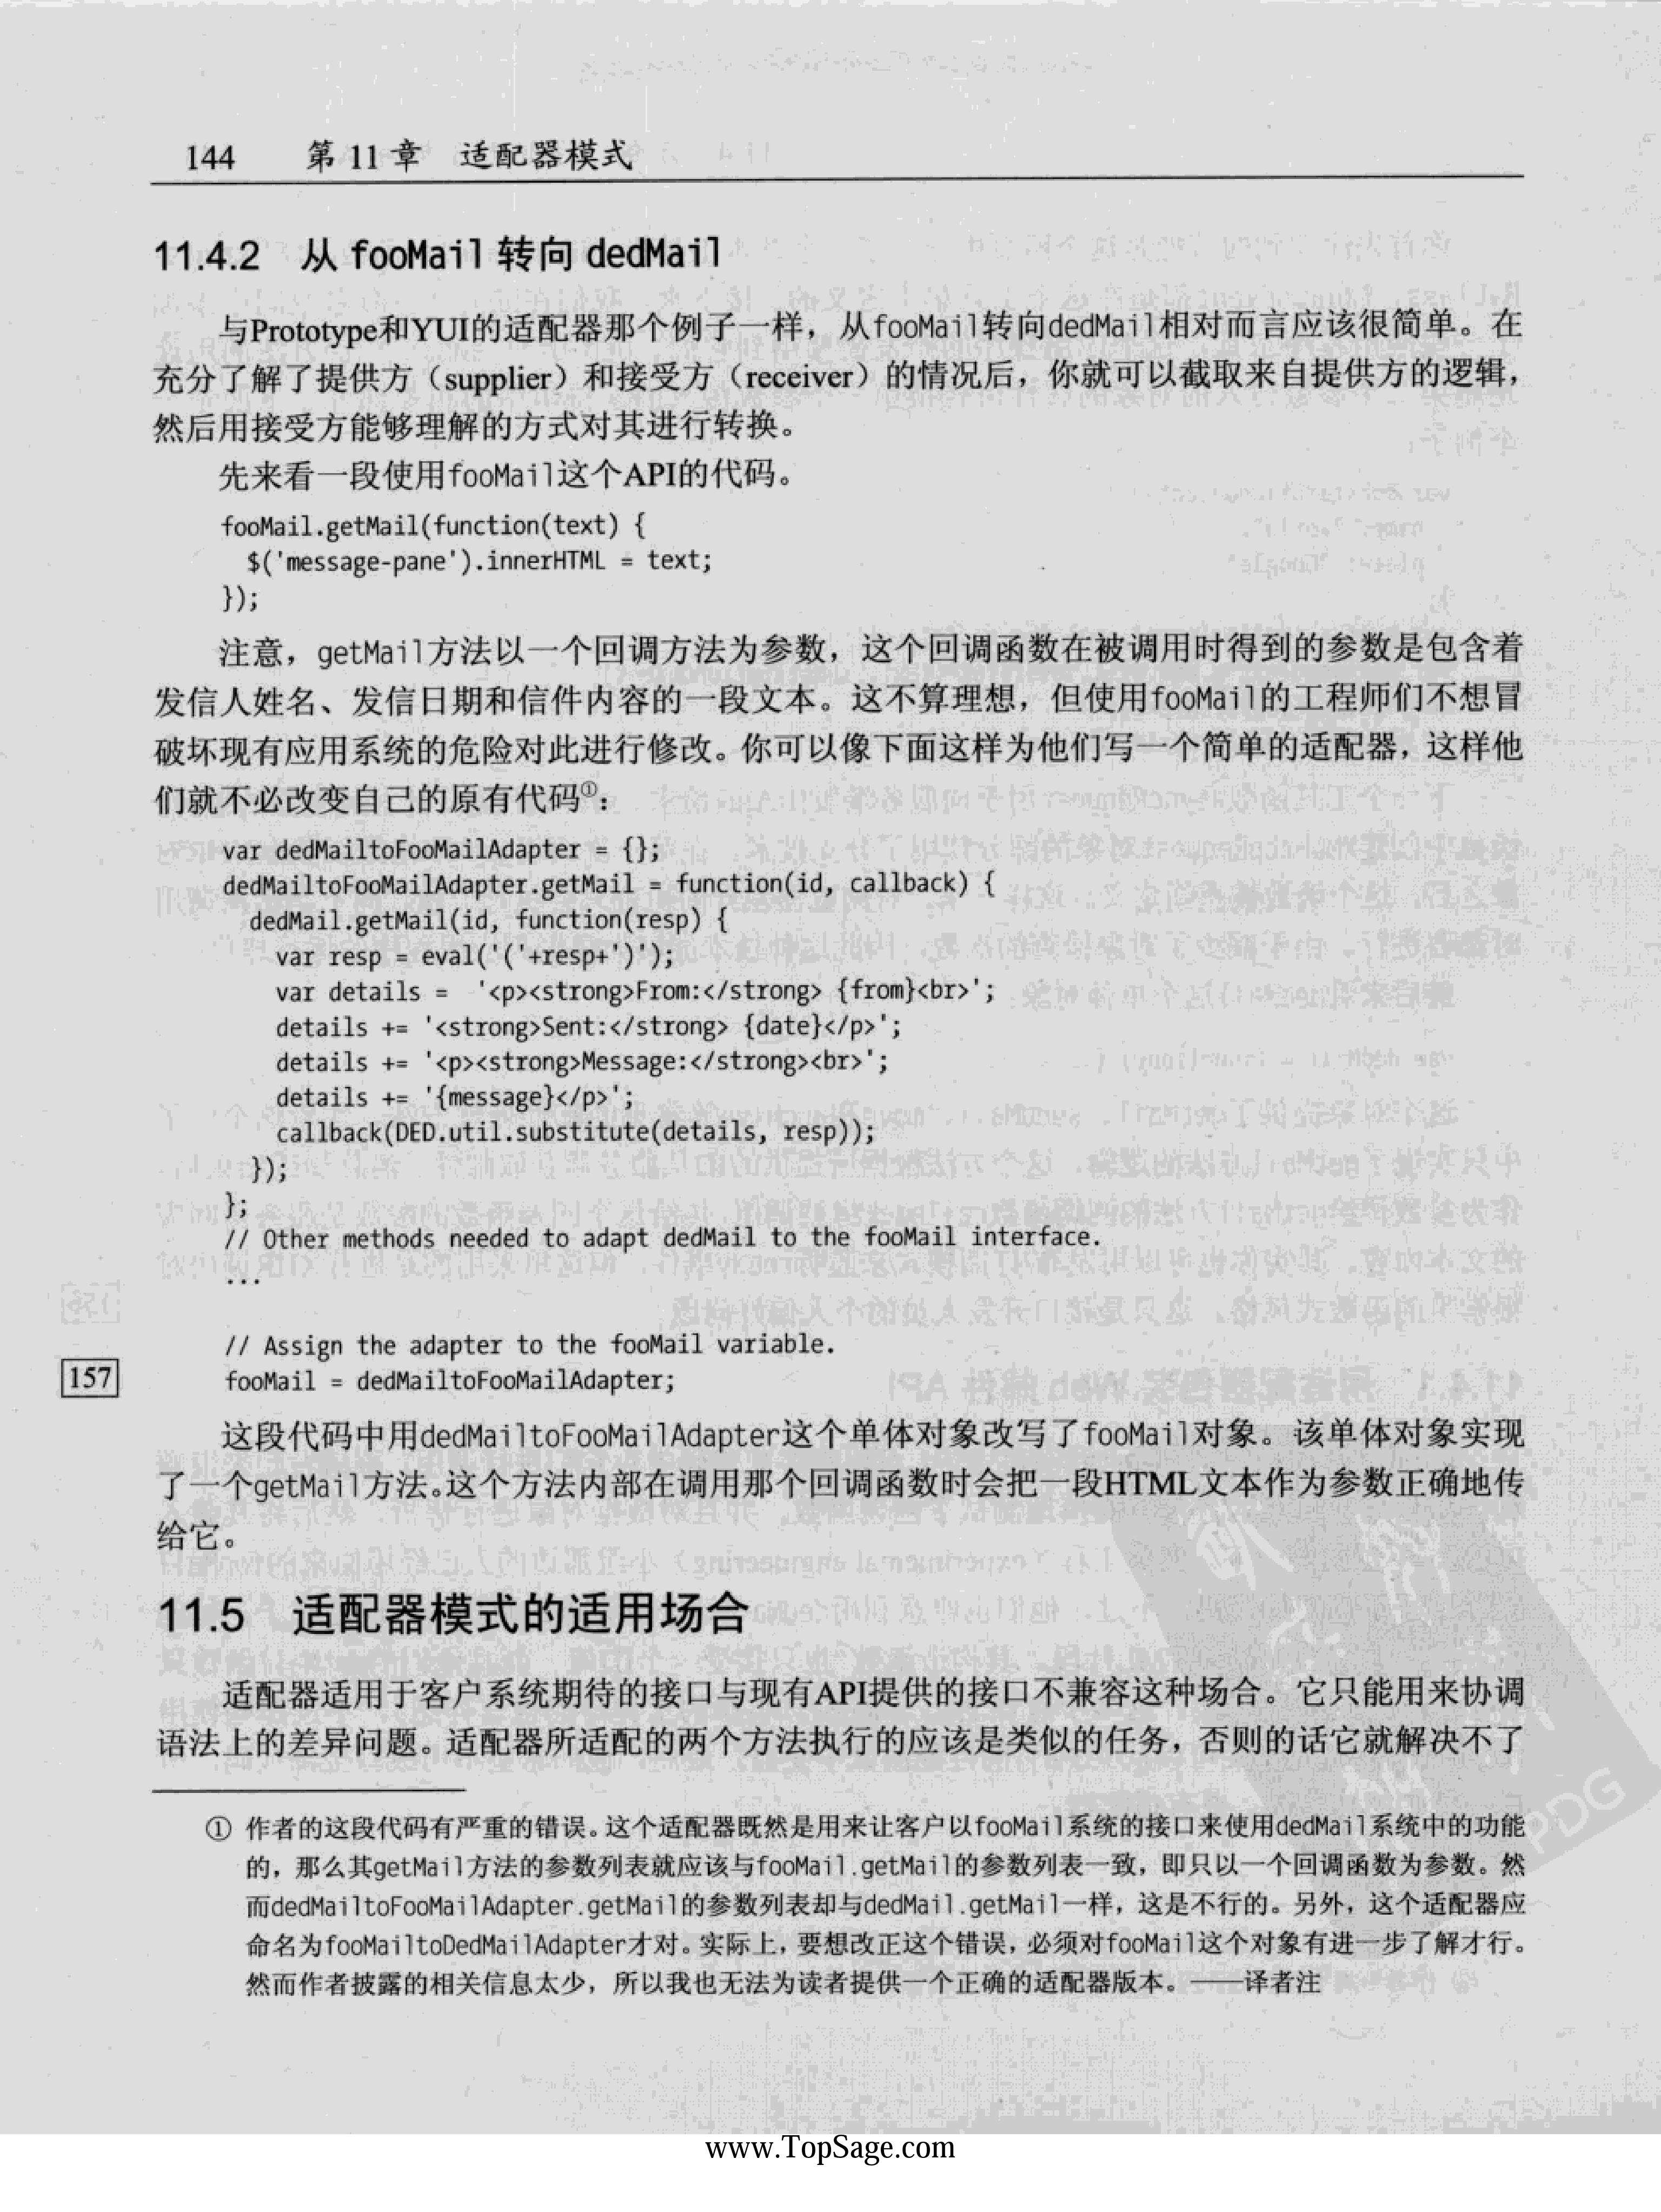 144 第 11 章 适配器模式
11.4.2 从 fooMail 转向 dedMail
与Prototype和YUI的适配器那个例子一样，从fooMail转向dedMail相对而言应该很简单。在
充分了解了提供方（supplier）和接受方（receiver）的情况后，你就可以截取来自提供方的逻辑，
然后用接受方能够理解的方式对其进行转换。
先来看一段使用fooMail这个API的代码。
fooMail.getMail(function(text) {
  $('message-pane').innerHTML = text;
});
注意，getMail方法以一个回调方法为参数，这个回调函数在被调用时得到的参数是包含着
发信人姓名、发信日期和信件内容的一段文本。这不算理想，但使用fooMail的工程师们不想冒
破坏现有应用系统的危险对此进行修改。你可以像下面这样为他们写一个简单的适配器，这样他
们就不必改变自己的原有代码①：
var dedMailtoFooMailAdapter = {};
dedMailtoFooMailAdapter.getMail = function(id, callback) {
  dedMail.getMail(id, function(resp) {
    var resp = eval('('+resp+')');
    var details =  '<p><strong>From:</strong> {from}<br>';
    details += '<strong>Sent:</strong> {date}</p>';
    details += '<p><strong>Message:</strong><br>';
    details += '{message}</p>';
    callback(DED.util.substitute(details, resp));
  });
};
// Other methods needed to adapt dedMail to the fooMail interface.
...
// Assign the adapter to the fooMail variable.
157 fooMail = dedMailtoFooMailAdapter;
这段代码中用dedMailtoFooMailAdapter这个单体对象改写了fooMail对象。该单体对象实现
了一个getMail方法。这个方法内部在调用那个回调函数时会把一段HTML文本作为参数正确地传
给它。
11.5 适配器模式的适用场合
适配器适用于客户系统期待的接口与现有API提供的接口不兼容这种场合。它只能用来协调
语法上的差异问题。适配器所适配的两个方法执行的应该是类似的任务，否则的话它就解决不了
① 作者的这段代码有严重的错误。这个适配器既然是用来让客户以fooMail系统的接口来使用dedMail系统中的功能
的，那么其getMail方法的参数列表就应该与fooMail.getMail的参数列表一致，即只以一个回调函数为参数。然
而dedMailtoFooMailAdapter.getMail的参数列表却与dedMail.getMail一样，这是不行的。另外，这个适配器应
命名为fooMailtoDedMailAdapter才对。实际上，要想改正这个错误，必须对fooMail这个对象有进一步了解才行。
然而作者披露的相关信息太少，所以我也无法为读者提供一个正确的适配器版本。——译者注
PDG
www.TopSage.com